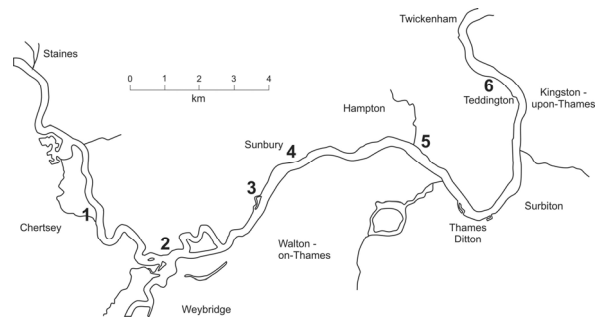 Twickenham
Staines
0 1 2 3 4
km
6
Teddington
Kingston -
upon-Thames
Hampton
Sunbury
4
5
3
1
Chertsey
2
Walton -
on-Thames
Surbiton
Thames
Ditton
Weybridge